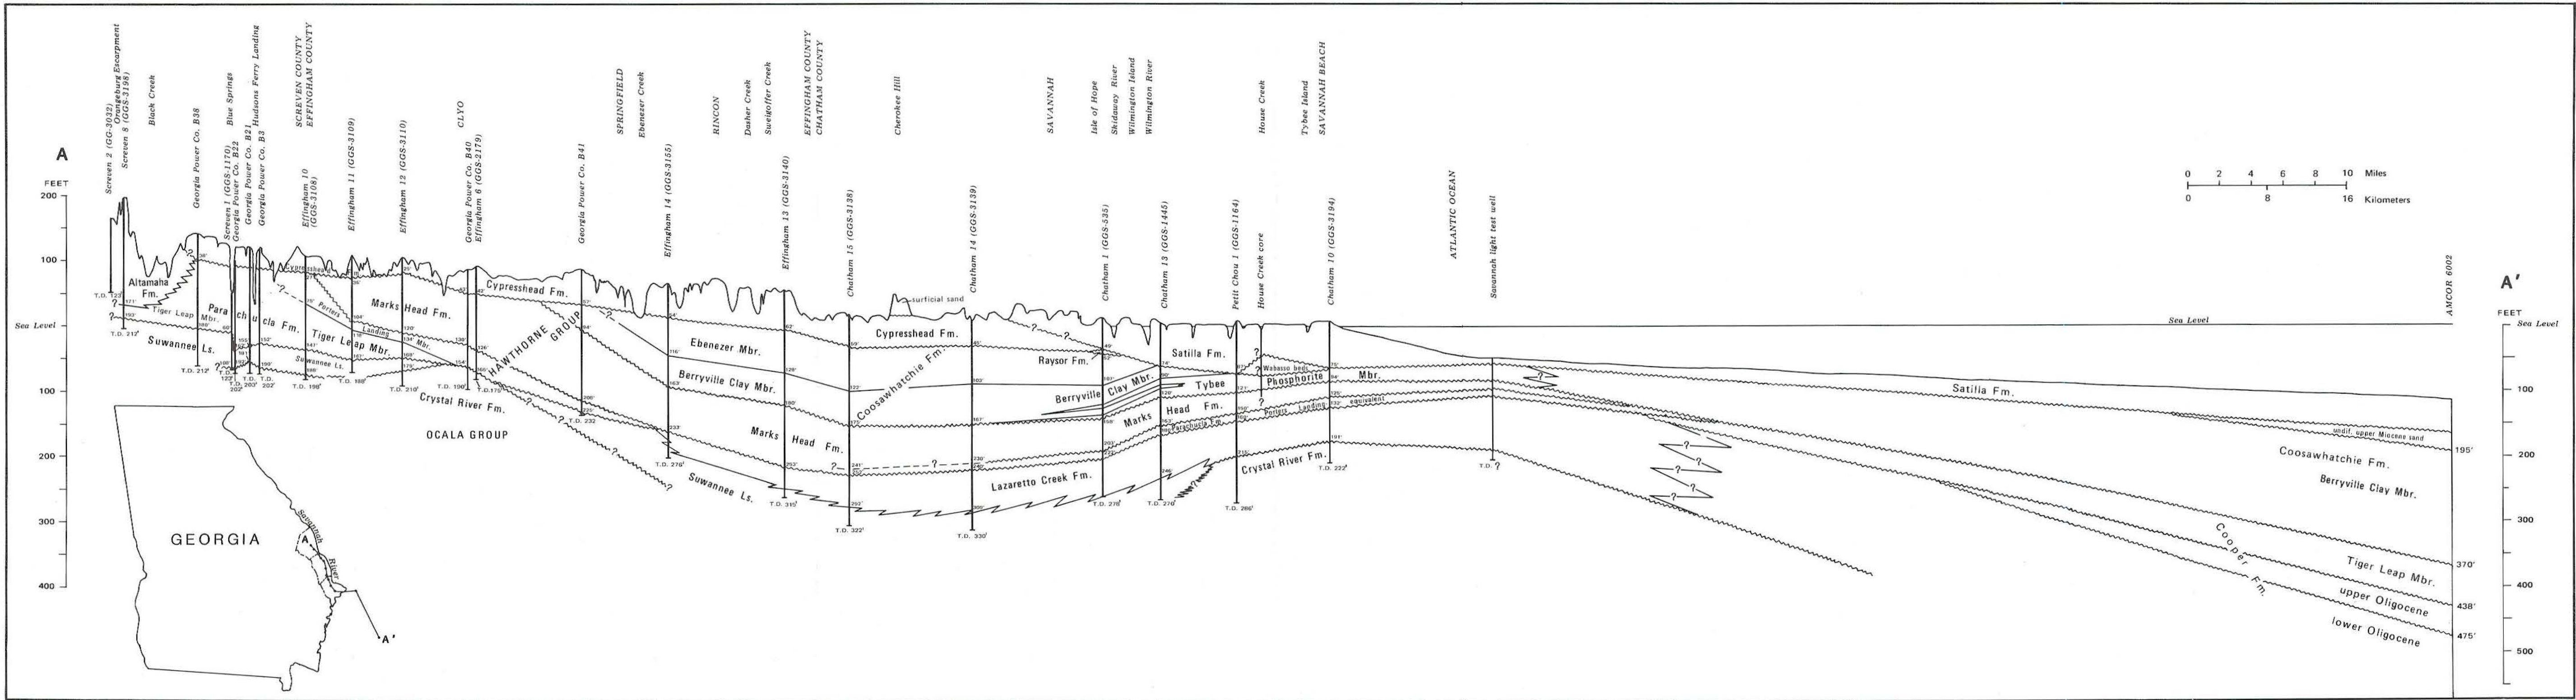 A
FEET
200
100
Sea Level
100
200
300
400
Screven 2 (GG-3032)
Orangeburg Escarpment
Screven 8 (GGS-3198)
Black Creek
Georgia Power Co. B38
Blue Springs
Screven 1 (GGS-1170)
Georgia Power Co. B22
Georgia Power Co. B21
Hudsons Ferry Landing
Georgia Power Co. B3
SCREVEN COUNTY
EFFINGHAM COUNTY
Effingham 10
(GGS-3108)
Effingham 11 (GGS-3109)
Effingham 12 (GGS-3110)
CLYO
Georgia Power Co. B40
Effingham 6 (GGS-2179)
Georgia Power Co. B41
SPRINGFIELD
Ebenezer Creek
Effingham 14 (GGS-3155)
RINCON
Dasher Creek
Sweigoffer Creek
Effingham 13 (GGS-3140)
EFFINGHAM COUNTY
CHATHAM COUNTY
Chatham 15 (GGS-3138)
Cherokee Hill
Chatham 14 (GGS-3139)
SAVANNAH
Isle of Hope
Chatham 1 (GGS-535)
Skidaway River
Wilmington Island
Wilmington River
Chatham 13 (GGS-1445)
Petit Chou 1 (GGS-1164)
House Creek
House Creek core
Tybee Island
SAVANNAH BEACH
Chatham 10 (GGS-3194)
ATLANTIC OCEAN
Savannah light test well
AMCOR 6002
0 2 4 6 8 10 Miles
0 8 16 Kilometers
A'
FEET
Sea Level
100
200
300
400
500
Sea Level
Altamaha
Fm.
Tiger Leap Mbr.
Suwannee Ls.
Parachucla Fm.
Tiger Leap Mbr.
Suwannee Ls.
Porters Landing Mbr.
Cypresshead
Marks Head Fm.
Crystal River Fm.
OCALA GROUP
HAWTHORNE GROUP
Cypresshead Fm.
Ebenezer Mbr.
Berryville Clay Mbr.
Marks Head Fm.
Suwannee Ls.
surficial sand
Cypresshead Fm.
Coosawhatchie Fm.
Raysor Fm.
Berryville Clay Mbr.
Marks Head Fm.
Lazaretto Creek Fm.
Satilla Fm.
Wabasso beds
Tybee Phosphorite Mbr.
Porters Landing equivalent
Parachucla Fm.
Crystal River Fm.
Satilla Fm.
undif. upper Miocene sand
Coosawhatchie Fm.
Berryville Clay Mbr.
Tiger Leap Mbr.
upper Oligocene
lower Oligocene
Cooper Fm.
195'
370'
438'
475'
T.D. 123'
T.D. 212'
T.D. 212'
T.D. 198'
T.D. 188'
T.D. 210'
T.D. 190'
T.D. 175'
T.D. 232
T.D. 276'
T.D. 315'
T.D. 322'
T.D. 330'
T.D. 278'
T.D. 270'
T.D. 286'
T.D. 222'
T.D. ?
GEORGIA
Savannah River
A
A'